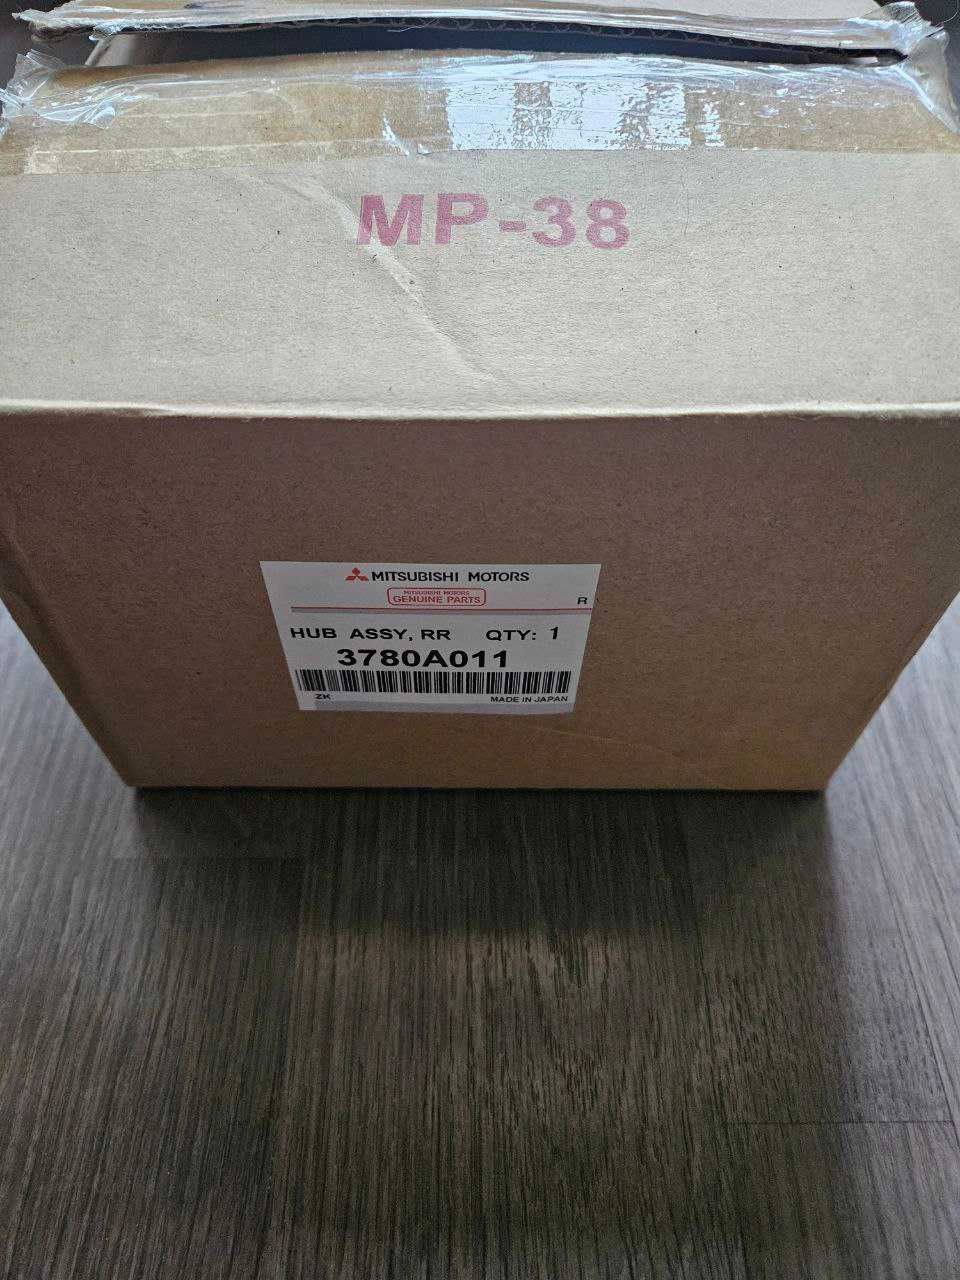 MP-38
MITSUBISHI MOTORS
MITSUBISHI MOTORS
GENUINE PARTS
R
HUB ASSY, RR QTY: 1
3780A011
ZK MADE IN JAPAN